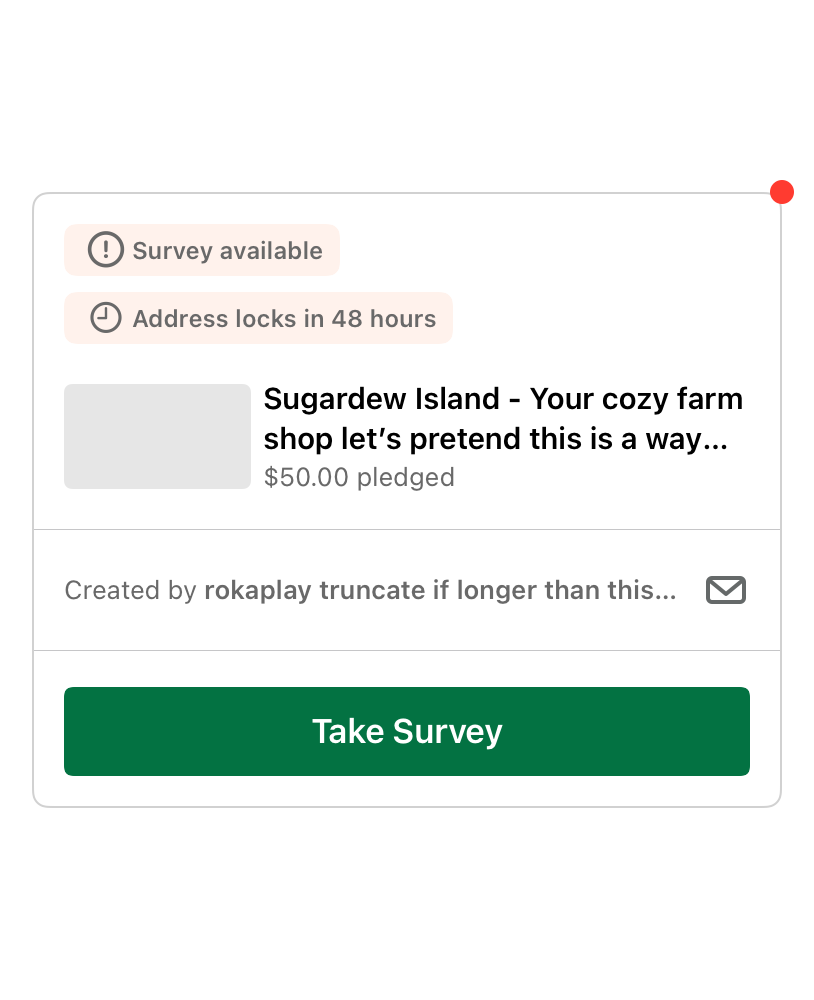 Survey available
Address locks in 48 hours
Sugardew Island - Your cozy farm
shop let’s pretend this is a way...
$50.00 pledged
Created by rokaplay truncate if longer than this...
Take Survey